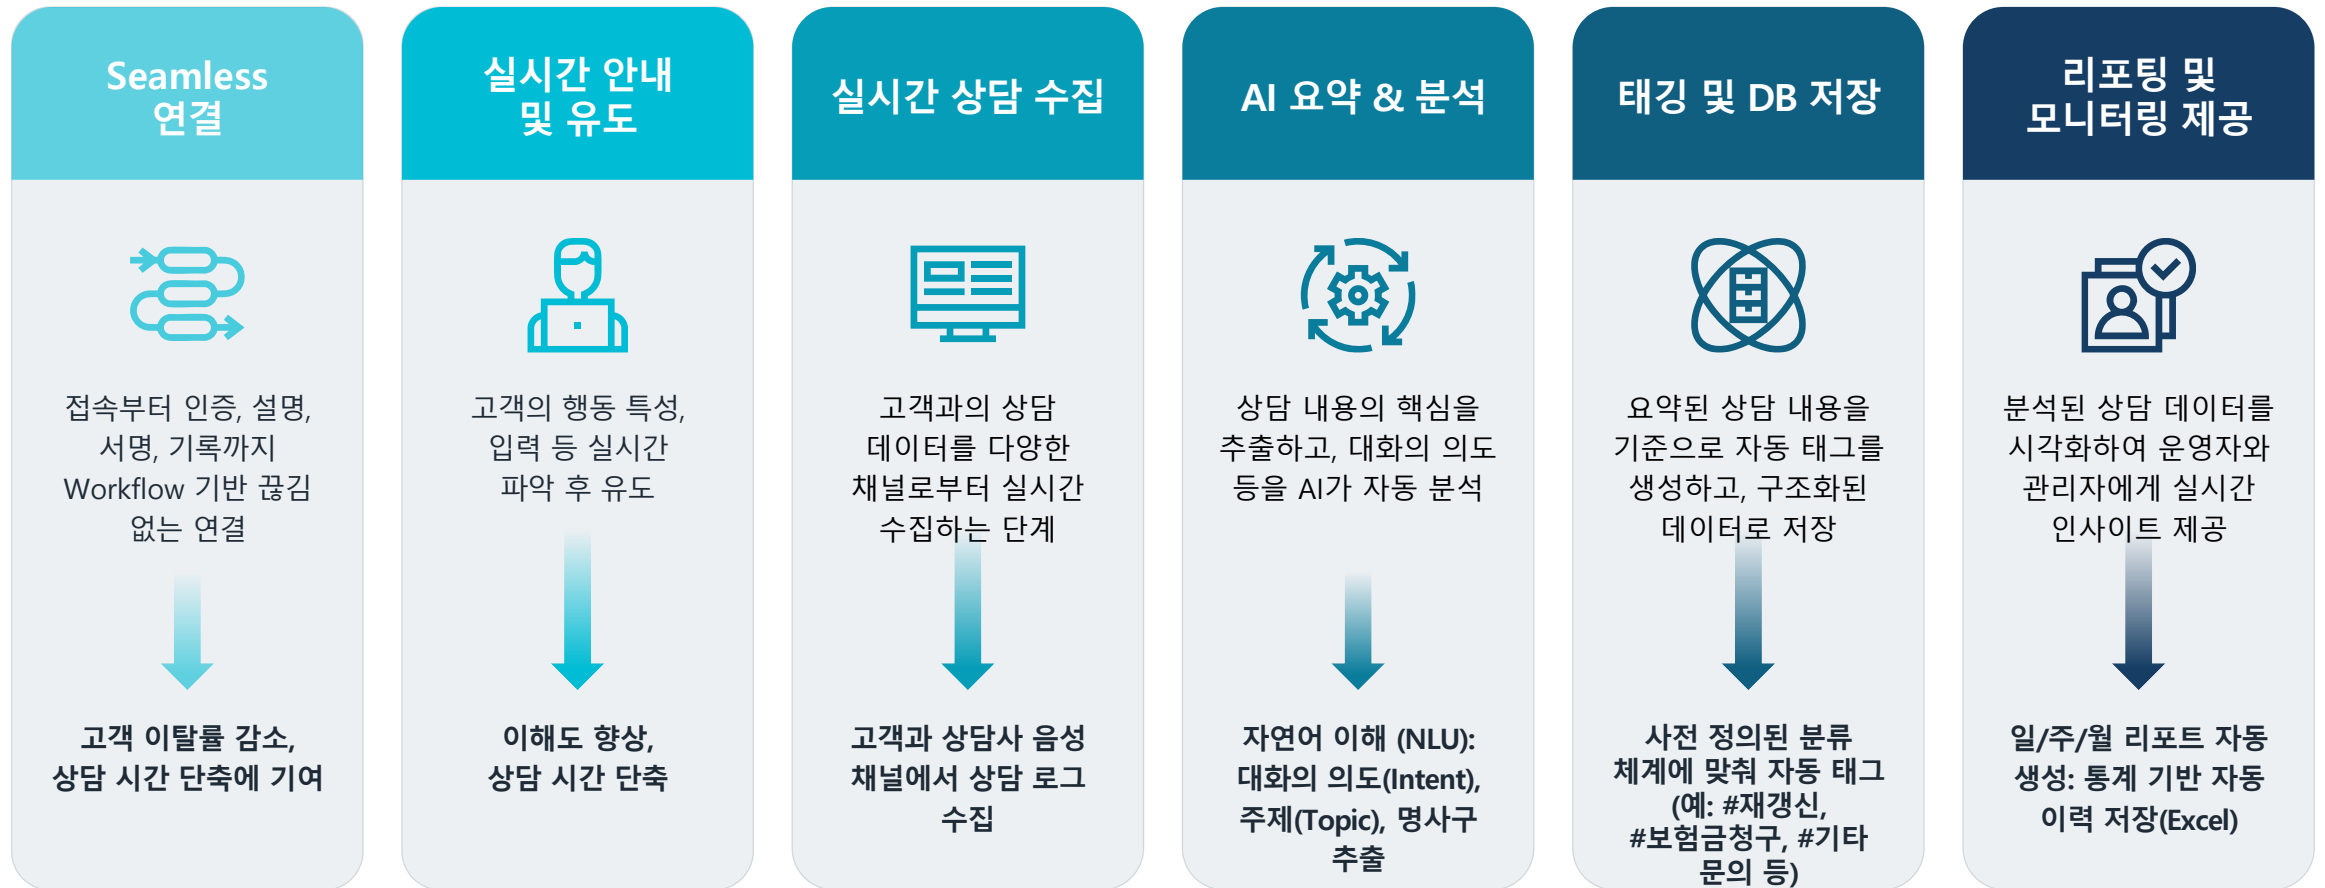 Seamless
연결
접속부터 인증, 설명,
서명, 기록까지
Workflow 기반 끊김
없는 연결
고객 이탈률 감소,
상담 시간 단축에 기여
실시간 안내
및 유도
고객의 행동 특성,
입력 등 실시간
파악 후 유도
이해도 향상,
상담 시간 단축
실시간 상담 수집
고객과의 상담
데이터를 다양한
채널로부터 실시간
수집하는 단계
고객과 상담사 음성
채널에서 상담 로그
수집
AI 요약 & 분석
상담 내용의 핵심을
추출하고, 대화의 의도
등을 AI가 자동 분석
자연어 이해 (NLU):
대화의 의도(Intent),
주제(Topic), 명사구
추출
태깅 및 DB 저장
요약된 상담 내용을
기준으로 자동 태그를
생성하고, 구조화된
데이터로 저장
사전 정의된 분류
체계에 맞춰 자동 태그
(예: #재갱신,
#보험금청구, #기타
문의 등)
리포팅 및
모니터링 제공
분석된 상담 데이터를
시각화하여 운영자와
관리자에게 실시간
인사이트 제공
일/주/월 리포트 자동
생성: 통계 기반 자동
이력 저장(Excel)